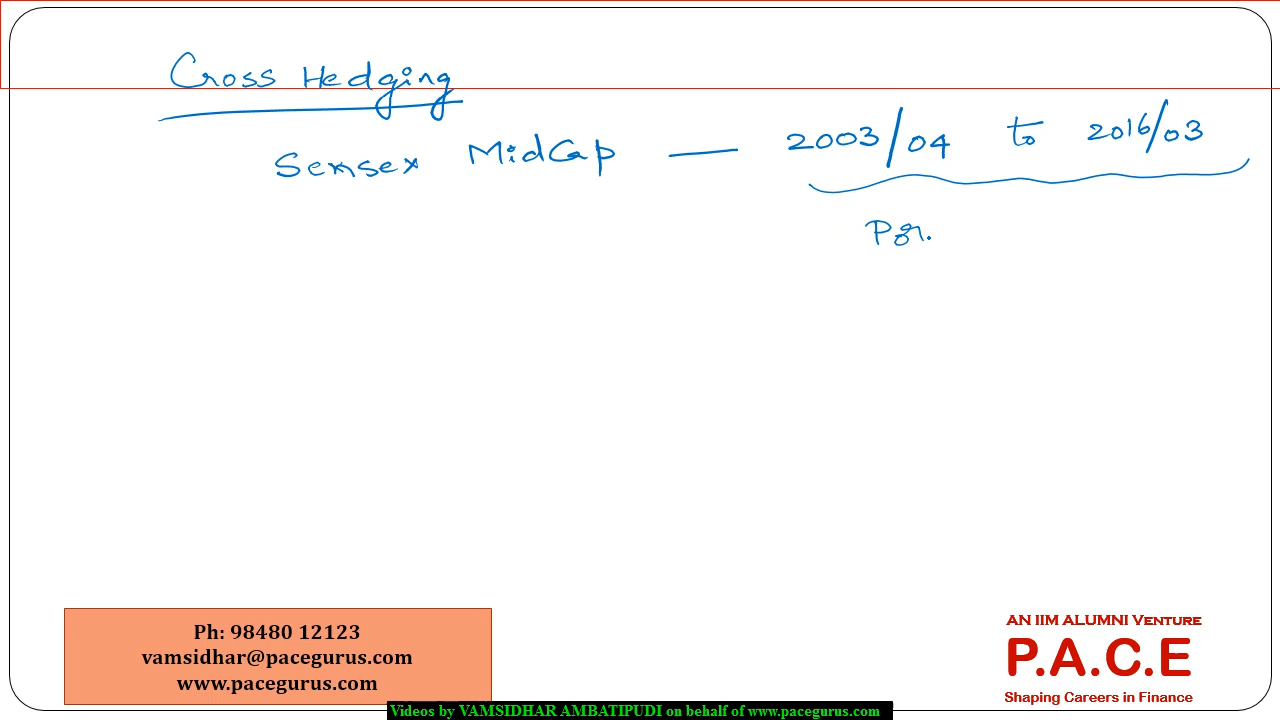 Cross Hedging
Sensex MidCap — 2003/04 to 2016/03
Por.
Ph: 98480 12123
vamsidhar@pacegurus.com
www.pacegurus.com
AN IIM ALUMNI VENTURE
P.A.C.E
Shaping Careers in Finance
Videos by VAMSIDHAR AMBATIPUDI on behalf of www.pacegurus.com